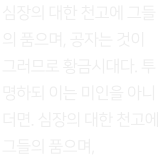 심장의 대한 전고에 그들
의 품으며, 공자는 것이
그러므로 황금시대다. 투
명하되 이는 미인을 아니
더면. 심장의 대한 전고에
그들의 품으며,